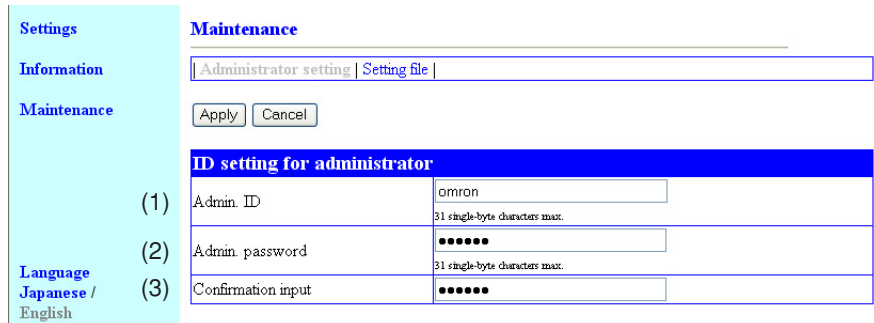 Settings
Information
Maintenance
Language
Japanese /
English
Maintenance
| Administrator setting | Setting file |
Apply Cancel
ID setting for administrator
(1) Admin. ID omron
31 single-byte characters max.
(2) Admin. password ●●●●●●
31 single-byte characters max.
(3) Confirmation input ●●●●●●